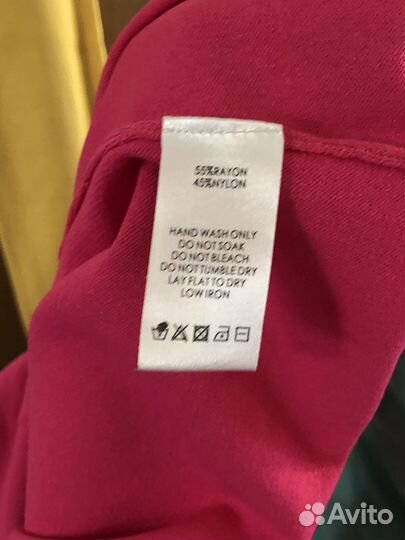 55%RAYON
45%NYLON
HAND WASH ONLY
DO NOT SOAK
DO NOT BLEACH
DO NOT TUMBLE DRY
LAY FLAT TO DRY
LOW IRON
Avito